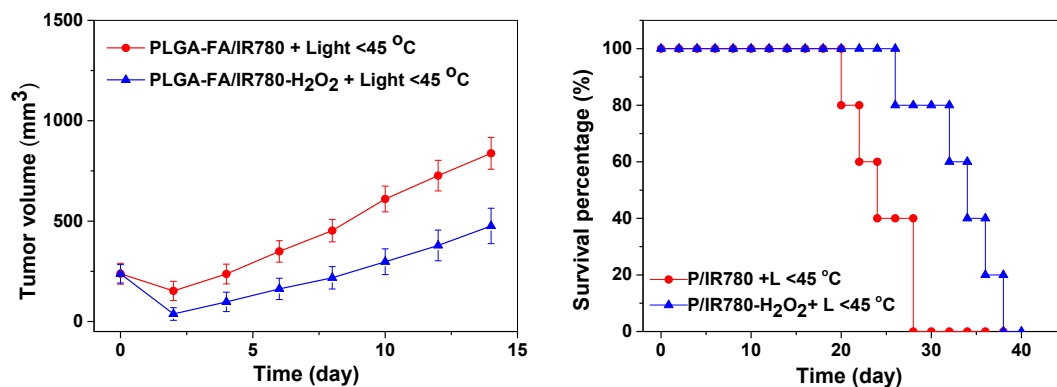 1500
1000
500
0
Tumor volume (mm³)
PLGA-FA/IR780 + Light <45 °C
PLGA-FA/IR780-H₂O₂ + Light <45 °C
0 5 10 15
Time (day)
100
80
60
40
20
0
Survival percentage (%)
P/IR780 +L <45 °C
P/IR780-H₂O₂+ L <45 °C
0 10 20 30 40
Time (day)